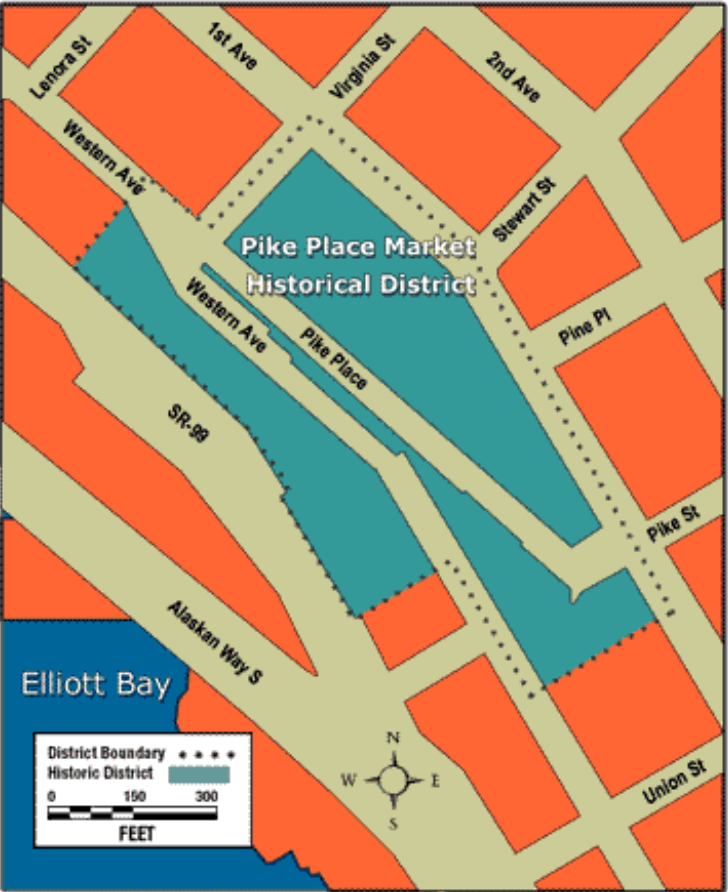 Lenora St
1st Ave
Virginia St
2nd Ave
Western Ave
Stewart St
Pike Place Market
Historical District
Western Ave
Pike Place
Pine Pl
SR-99
Pike St
Alaskan Way S
Elliott Bay
Union St
N
W E
S
District Boundary
Historic District
0 150 300
FEET